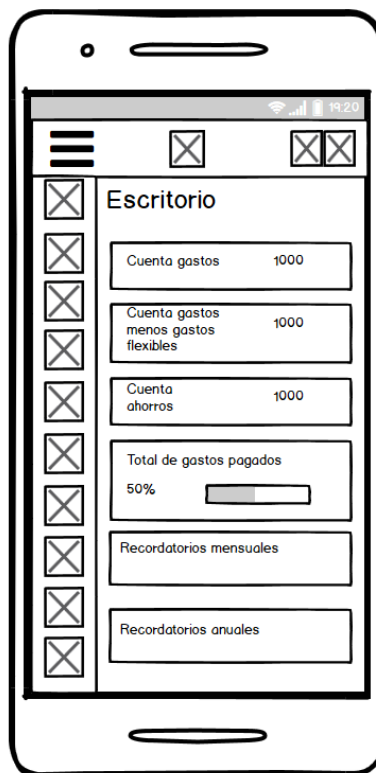 19:20
Escritorio
Cuenta gastos 1000
Cuenta gastos 1000
menos gastos
flexibles
Cuenta 1000
ahorros
Total de gastos pagados
50%
Recordatorios mensuales
Recordatorios anuales